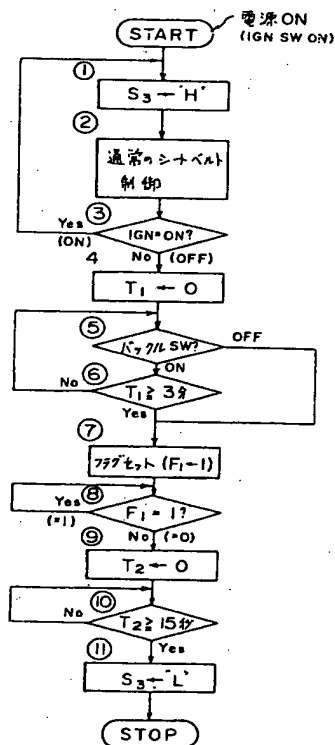 電源ON
START
(IGN SW ON)
①
S₃ ← "H"
②
通常のシートベルト
制御
③
Yes
IGN=ON?
(ON)
No (OFF)
4
T₁ ← 0
⑤
OFF
バックル SW?
ON
⑥
No
T₁ ≧ 3分
Yes
⑦
フラグセット (F₁←1)
⑧
Yes
F₁ = 1?
(=1)
No (=0)
⑨
T₂ ← 0
⑩
No
T₂ ≧ 15秒
Yes
⑪
S₃ ← "L"
STOP